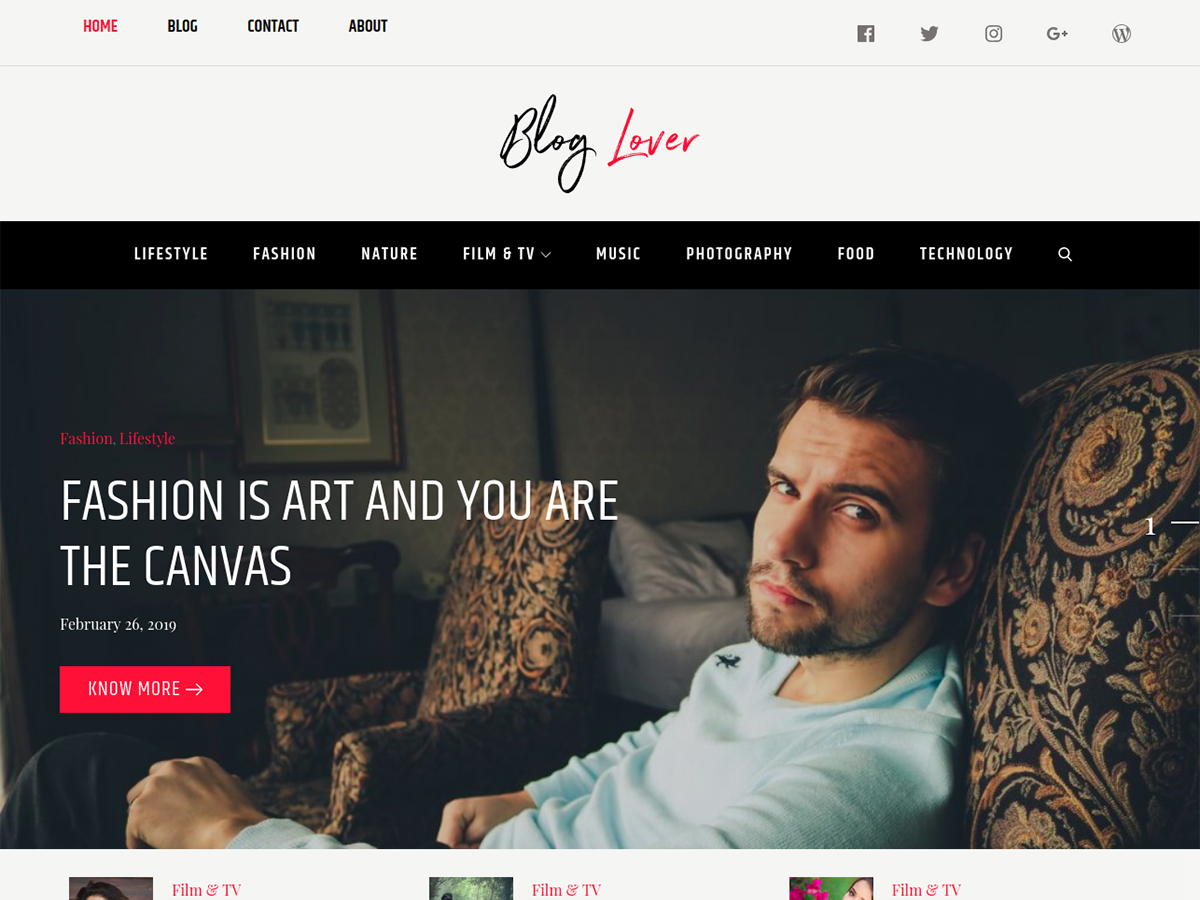 HOME BLOG CONTACT ABOUT
Blog Lover
LIFESTYLE FASHION NATURE FILM & TV MUSIC PHOTOGRAPHY FOOD TECHNOLOGY
Fashion, Lifestyle
FASHION IS ART AND YOU ARE
THE CANVAS
1
February 26, 2019
KNOW MORE
Film & TV
Film & TV
Film & TV